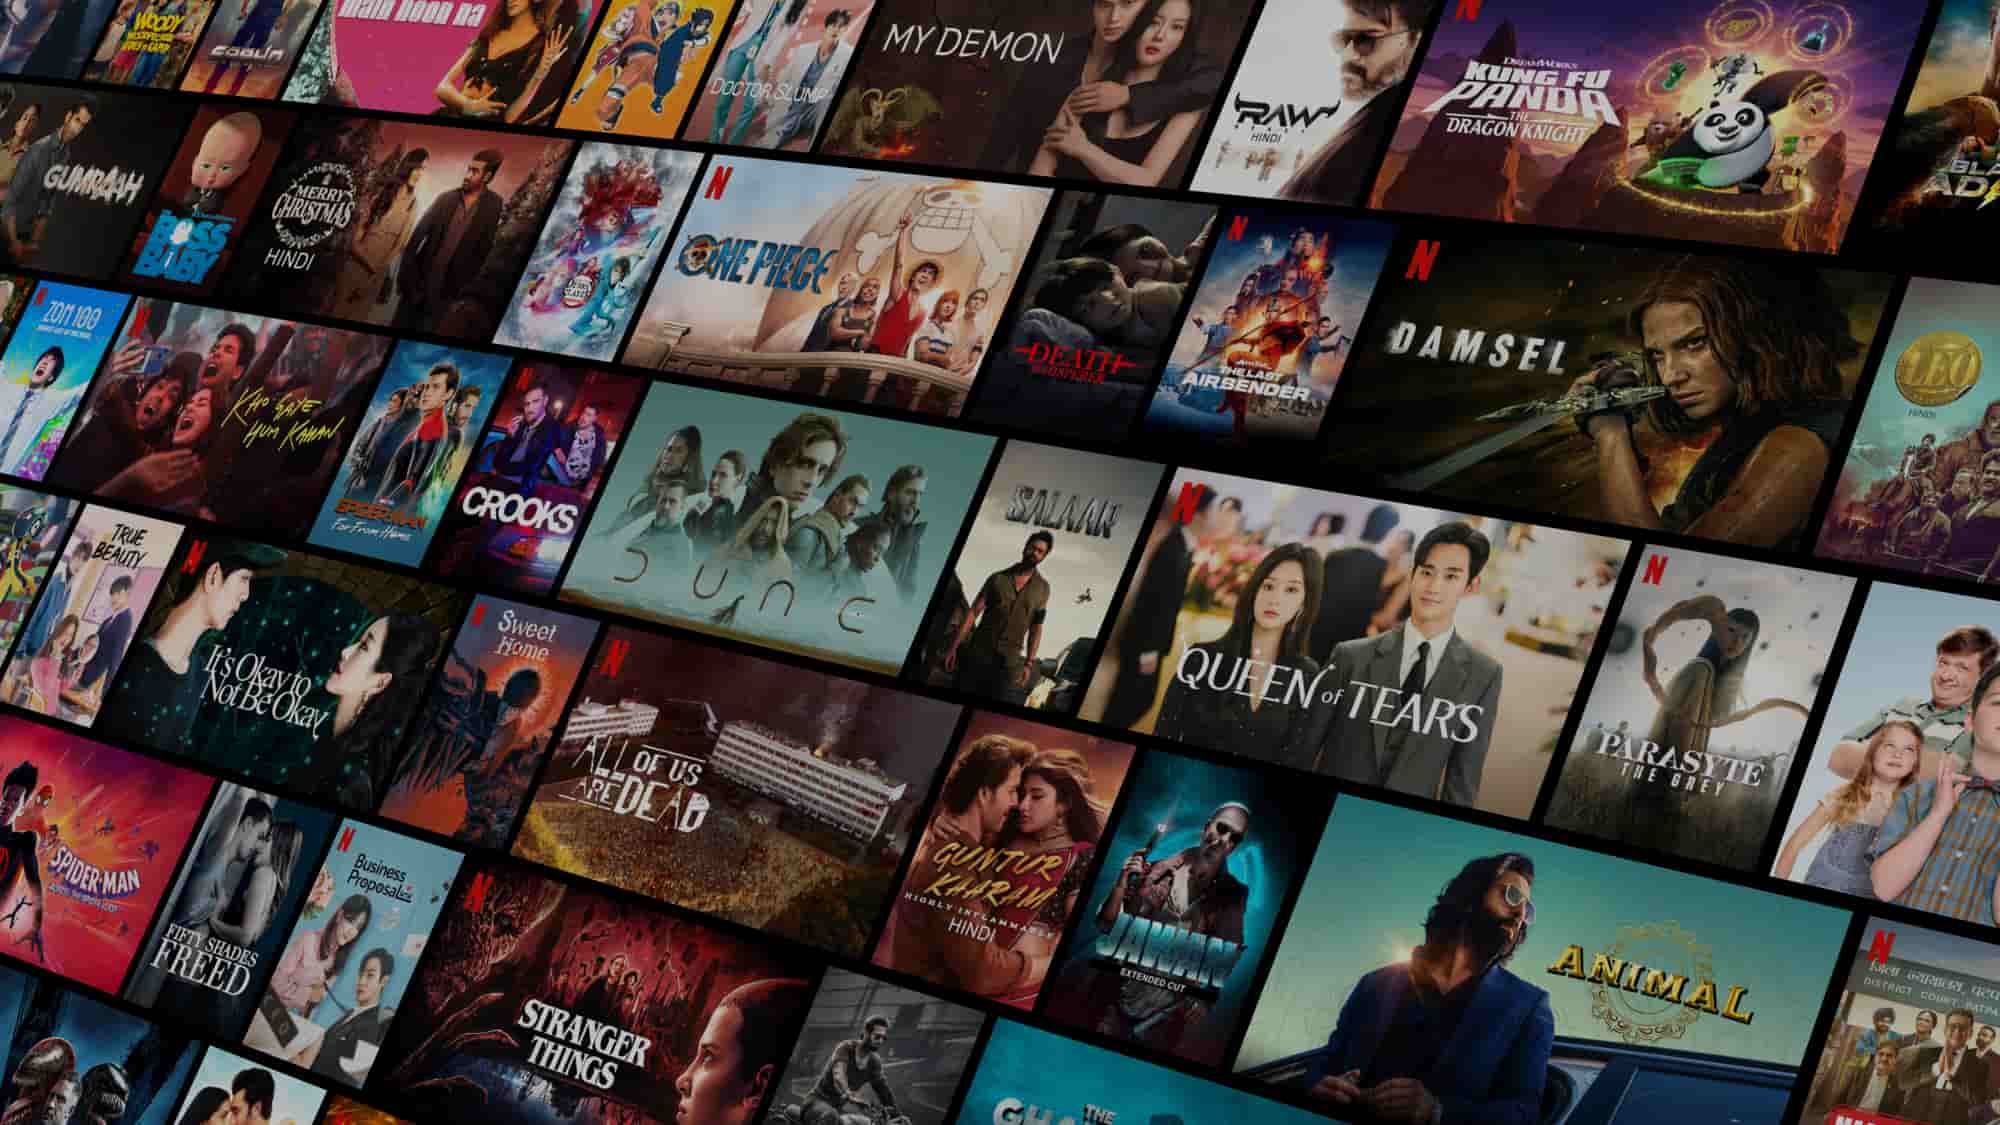 WOODY
GOBLIN
Main Hoon Na
DOCTOR SLUMP
MY DEMON
RAW
HINDI
N
DREAMWORKS
KUNG FU
PANDA
THE
DRAGON KNIGHT
GUMRAAH
BOSS
BABY
MERRY
CHRISTMAS
HINDI
N
ONE PIECE
DEATH
WHISPERER
N
THE LAST
AIRBENDER
N
DAMSEL
LEO
HINDI
N
ZOM 100
N
KHO GAYE
HUM KAHAN
SPIDER-MAN
Far From Home
N
CROOKS
DUNE
SALAAR
N
QUEEN OF TEARS
N
PARASYTE
THE GREY
TRUE
BEAUTY
N
It's Okay to
Not Be Okay
N
Sweet
Home
N
ALL OF US
ARE DEAD
GUNTUR
KAARAM
HIGHLY INFLAMMABLE
HINDI
JAWAN
EXTENDED CUT
ANIMAL
N
DISTRICT COURT PATNA
SPIDER-MAN
FIFTY SHADES
FREED
N
Business
Proposal
N
STRANGER
THINGS
THE